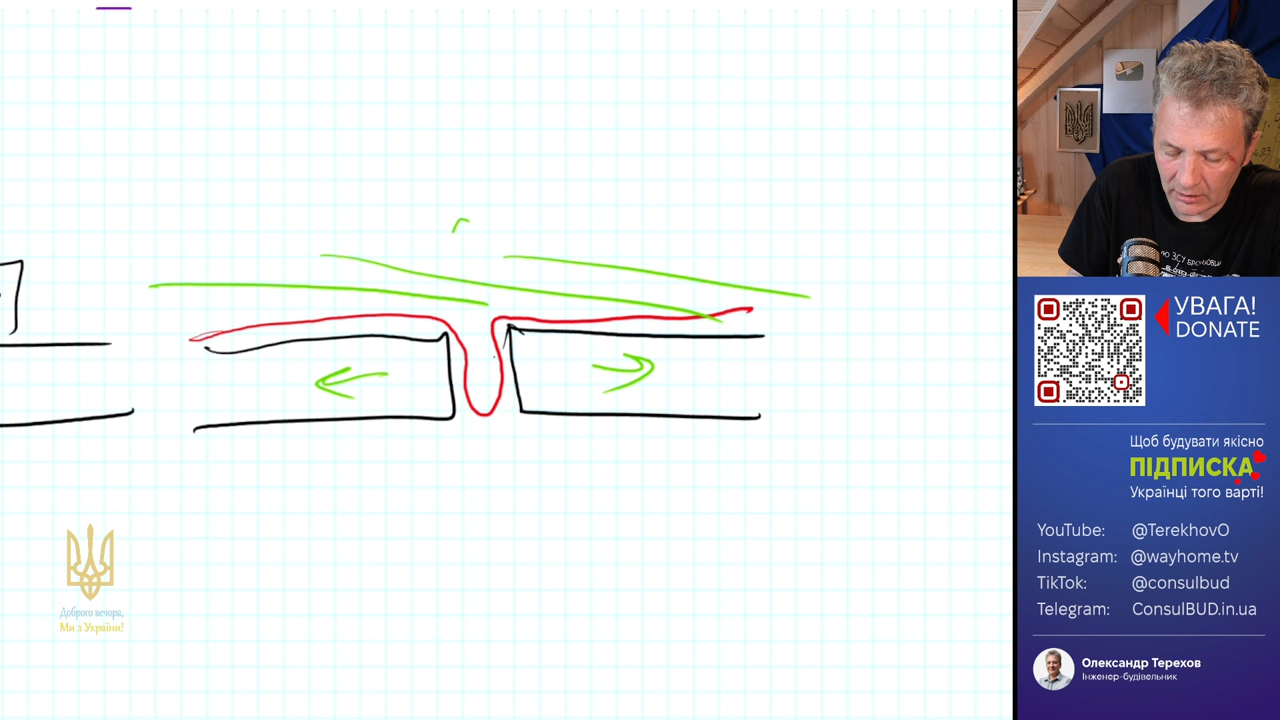 Доброго вечора,
Ми з України!
УВАГА!
DONATE
Щоб будувати якісно
ПІДПИСКА
Українці того варті!
YouTube: @TerekhovO
Instagram: @wayhome.tv
TikTok: @consulbud
Telegram: ConsulBUD.in.ua
Олександр Терехов
Інженер-будівельник